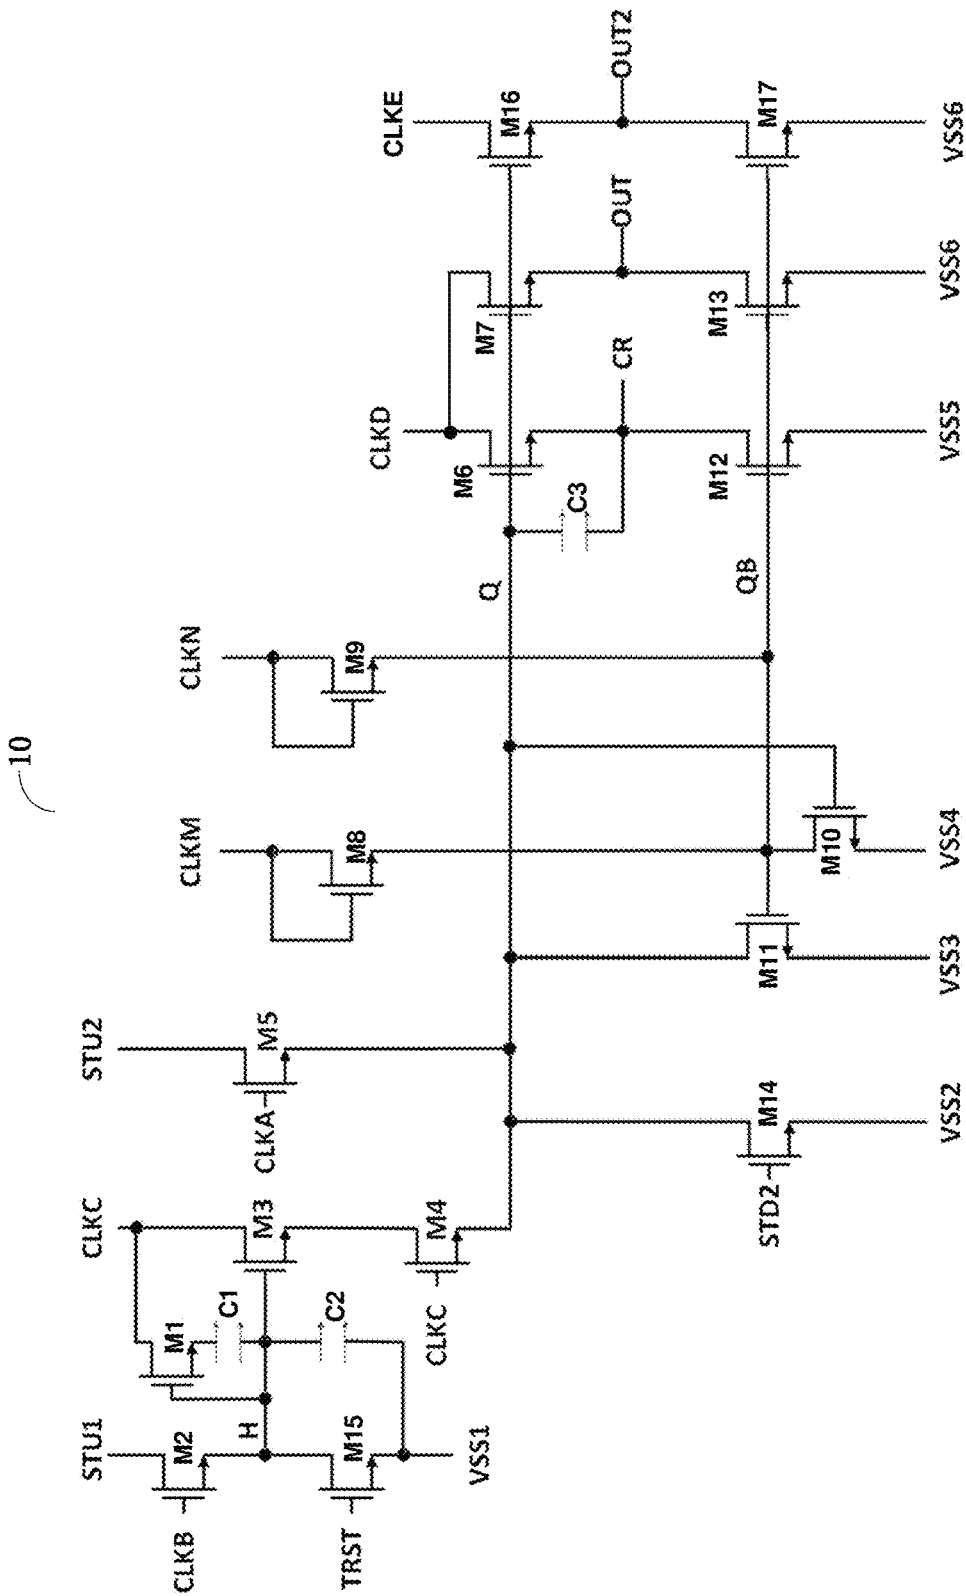 10
STU1
CLKB
M2
H
TRST
M15
VSS1
M1
C1
C2
CLKC
M3
CLKC
M4
STU2
CLKA
M5
STD2
M14
VSS2
CLKM
M8
M11
VSS3
M10
VSS4
CLKN
M9
Q
QB
C3
CLKD
M6
CR
M12
VSS5
M7
OUT
M13
VSS6
CLKE
M16
OUT2
M17
VSS6